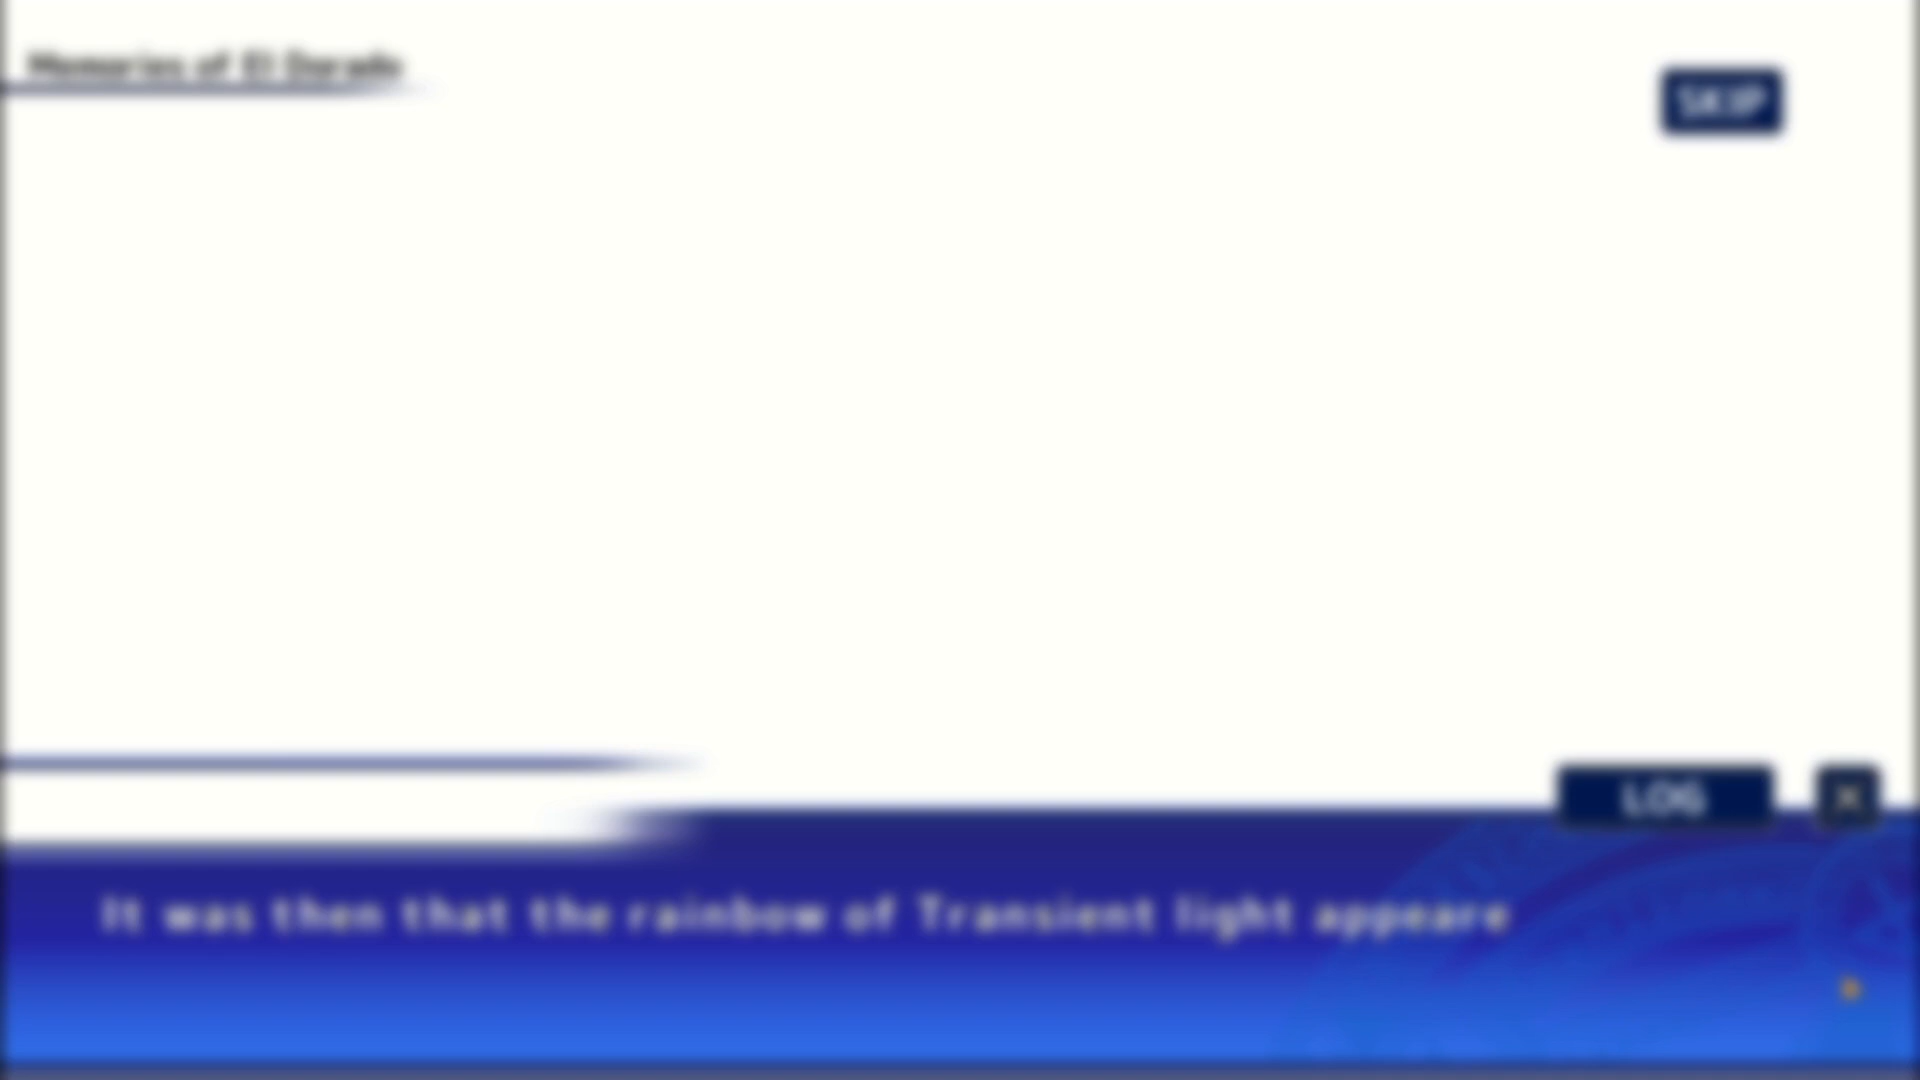 Memories of El Dorado
SKIP
LOG
It was then that the rainbow of Transient light appeare